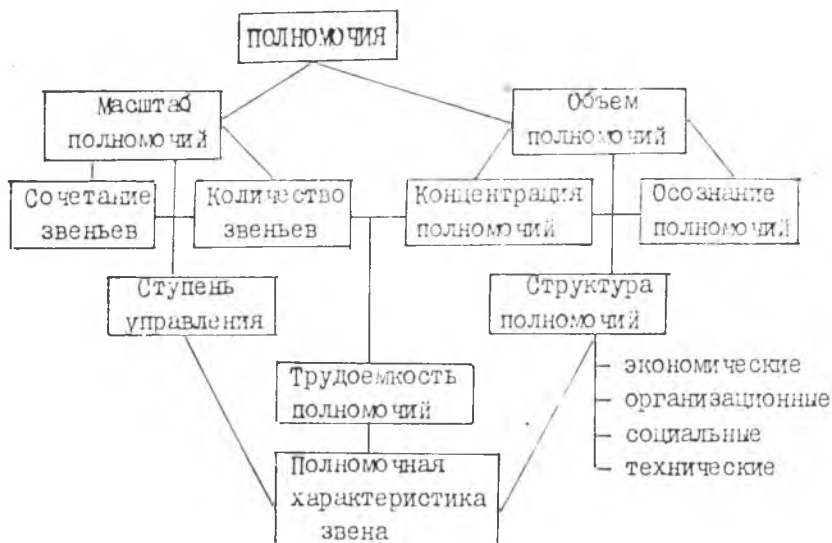 ПОЛНОМОЧИЯ
Масштаб
полномочий
Объем
полномочий
Сочетание
звеньев
Количество
звеньев
Концентрация
полномочий
Осознание
полномочий
Ступень
управления
Структура
полномочий
Трудоемкость
полномочий
– экономические
– организационные
– социальные
– технические
Полномочная
характеристика
звена